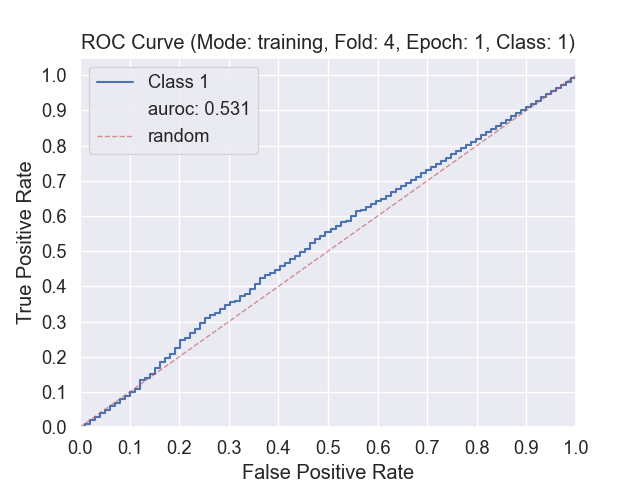 ROC Curve (Mode: training, Fold: 4, Epoch: 1, Class: 1)
Class 1
auroc: 0.531
random
True Positive Rate
1.0
0.9
0.8
0.7
0.6
0.5
0.4
0.3
0.2
0.1
0.0
0.0 0.1 0.2 0.3 0.4 0.5 0.6 0.7 0.8 0.9 1.0
False Positive Rate